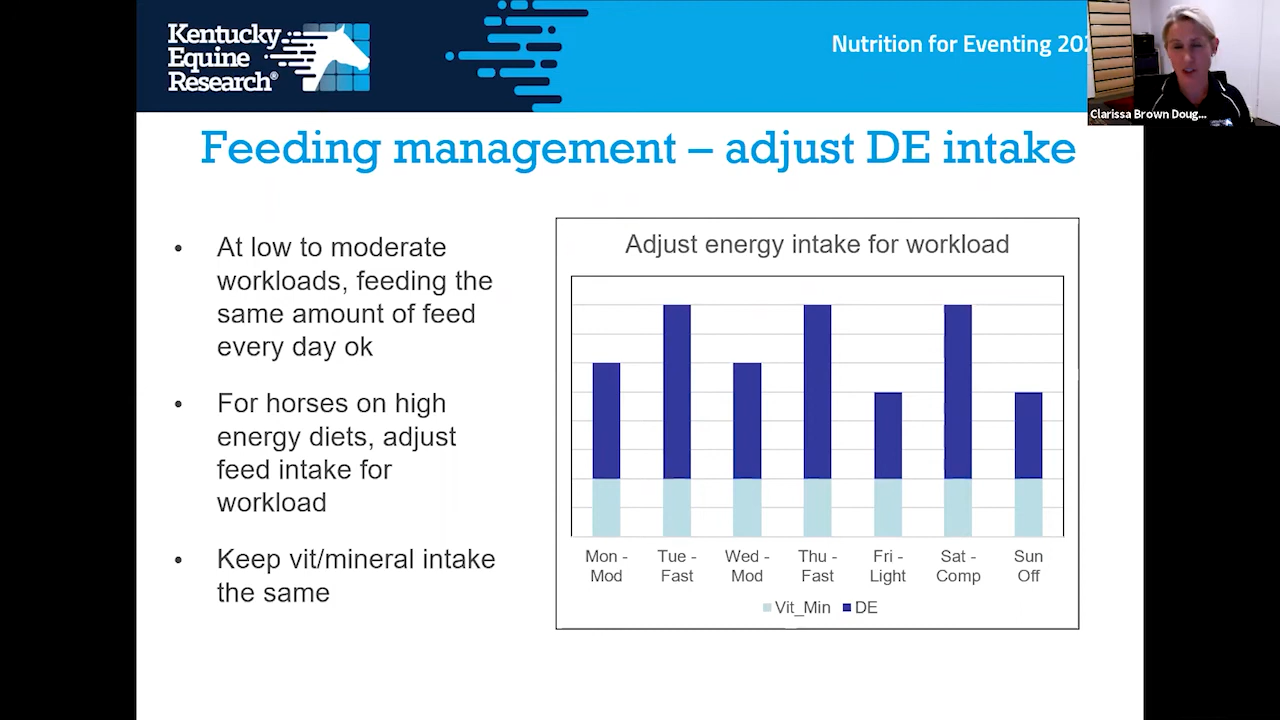 Kentucky
Equine
Research®
Nutrition for Eventing
Clarissa Brown Doug...
Feeding management – adjust DE intake
• At low to moderate
workloads, feeding the
same amount of feed
every day ok
• For horses on high
energy diets, adjust
feed intake for
workload
• Keep vit/mineral intake
the same
Adjust energy intake for workload
Mon - Mod
Tue - Fast
Wed - Mod
Thu - Fast
Fri - Light
Sat - Comp
Sun Off
Vit_Min DE